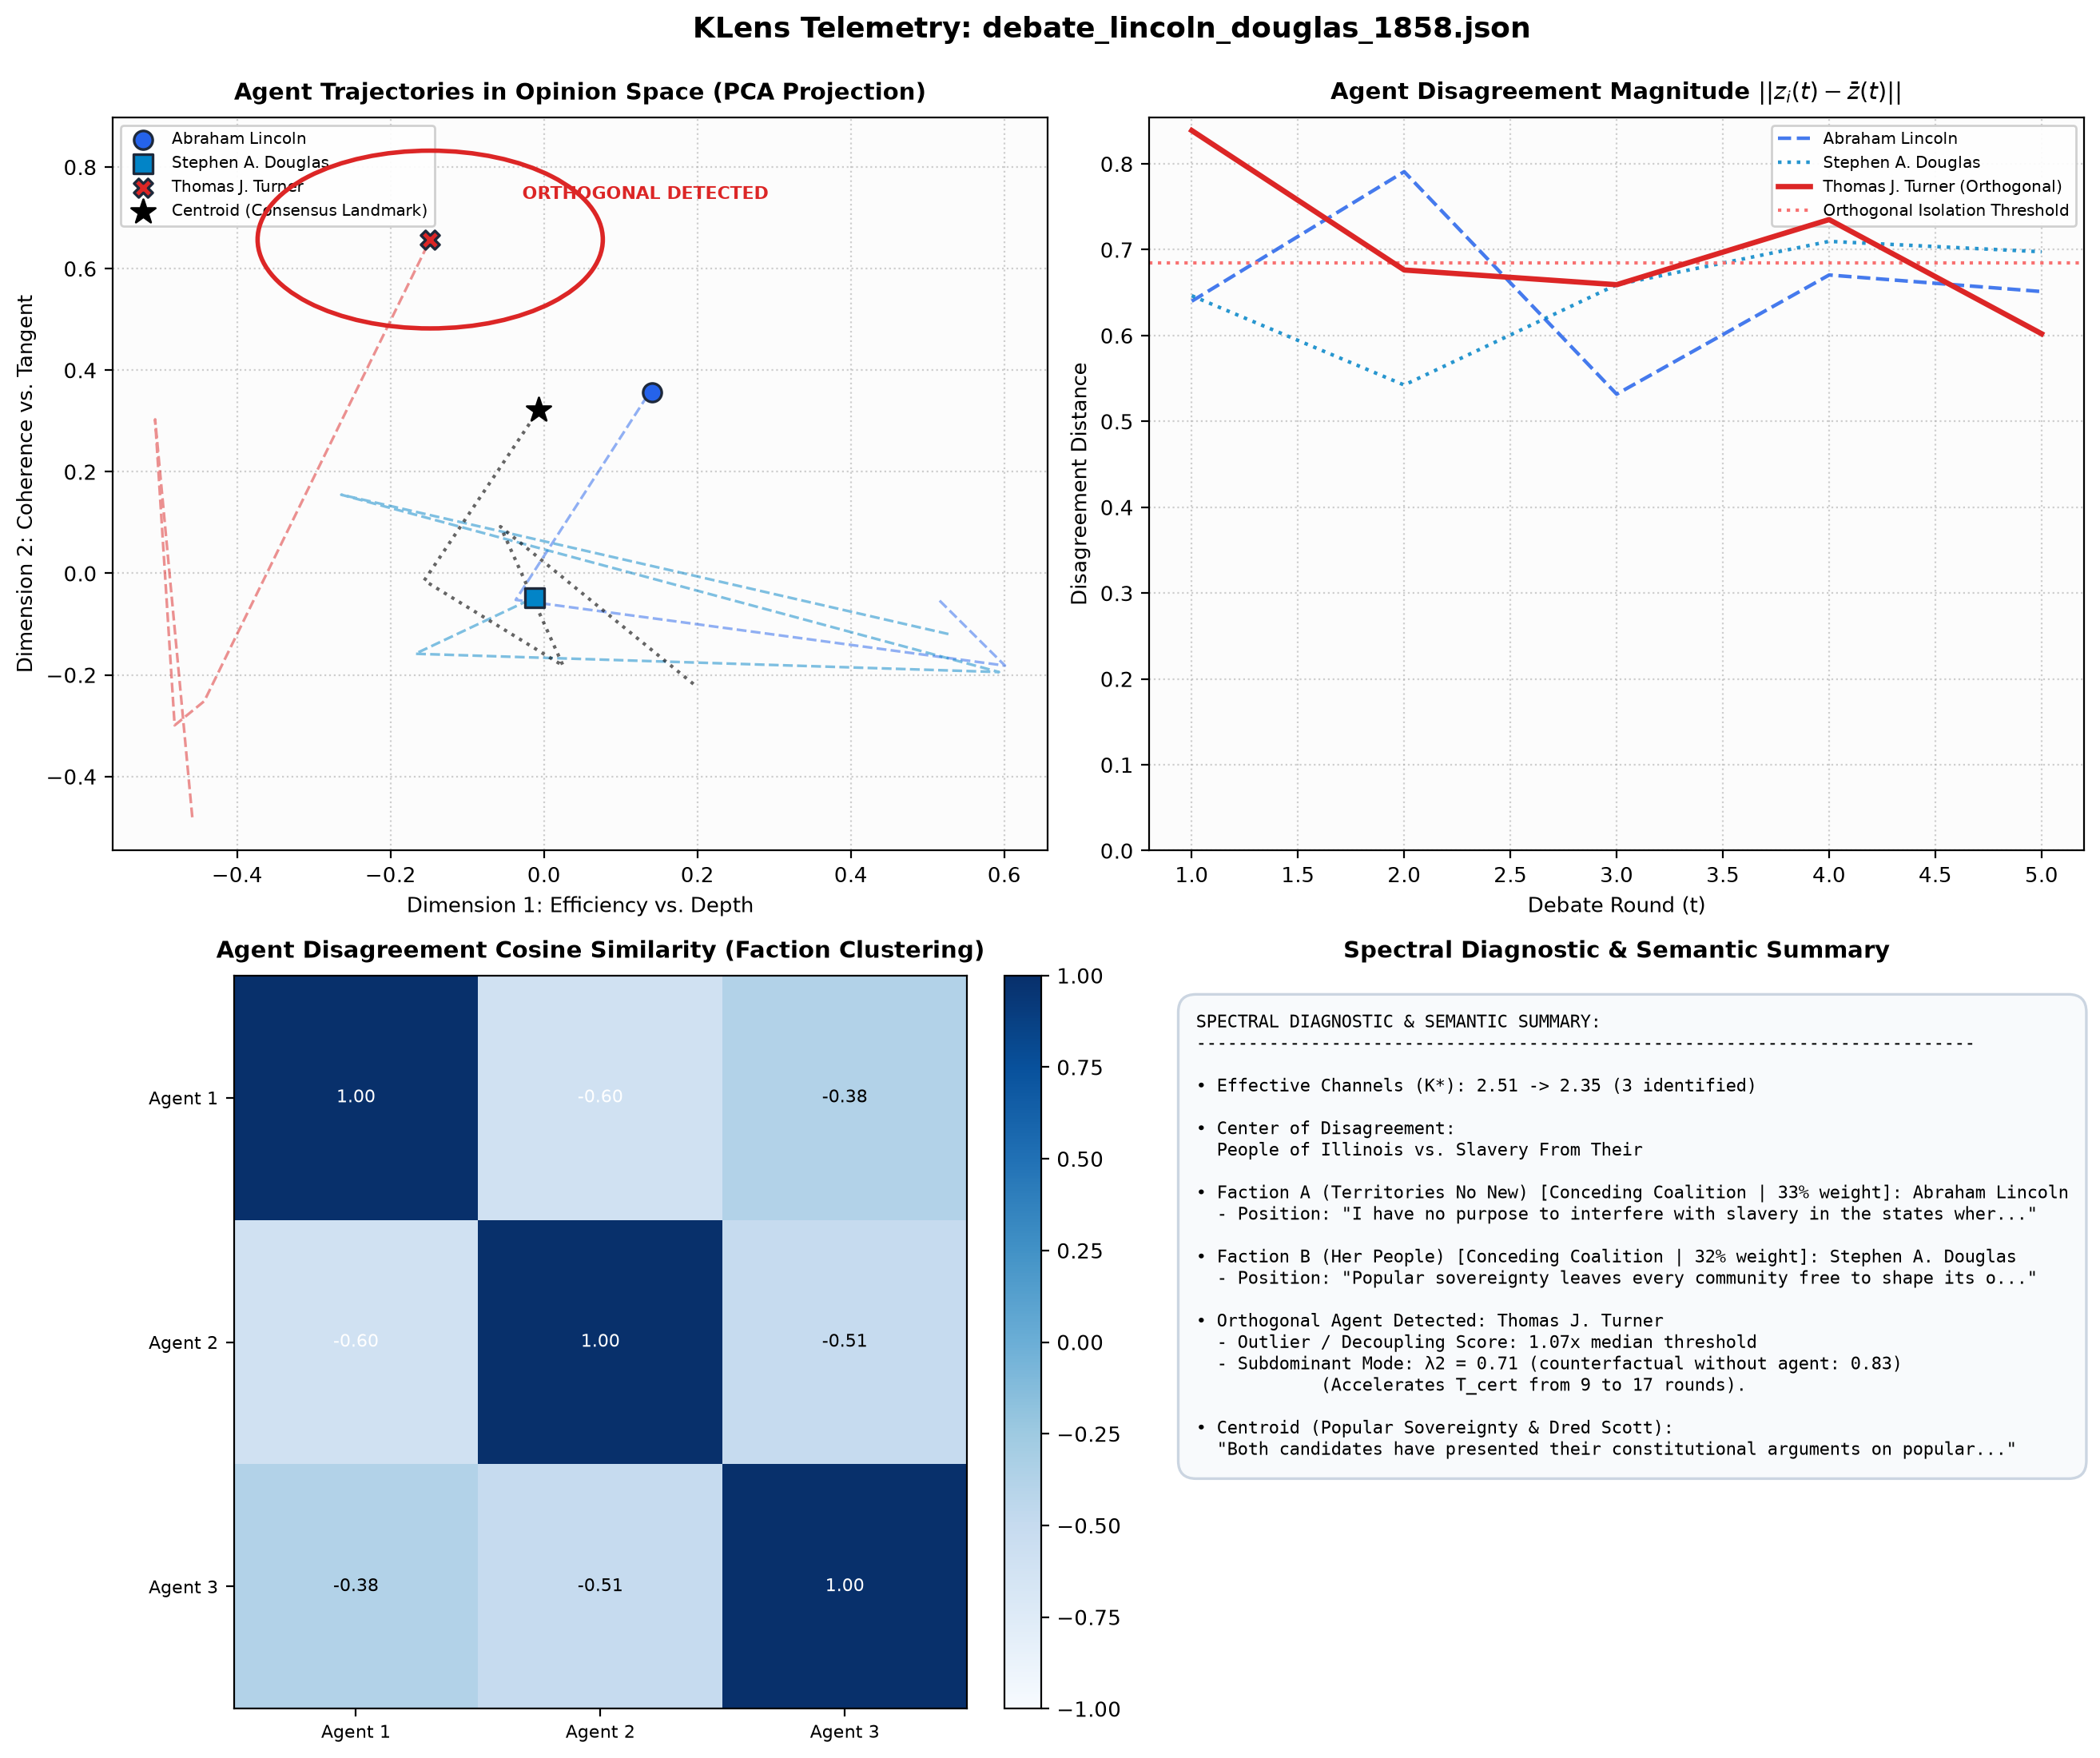 KLens Telemetry: debate_lincoln_douglas_1858.json
Agent Trajectories in Opinion Space (PCA Projection)
Abraham Lincoln
Stephen A. Douglas
Thomas J. Turner
Centroid (Consensus Landmark)
ORTHOGONAL DETECTED
Dimension 2: Coherence vs. Tangent
0.8
0.6
0.4
0.2
0.0
−0.2
−0.4
−0.4
−0.2
0.0
0.2
0.4
0.6
Dimension 1: Efficiency vs. Depth
Agent Disagreement Magnitude ||z_i(t) − z̄(t)||
Abraham Lincoln
Stephen A. Douglas
Thomas J. Turner (Orthogonal)
Orthogonal Isolation Threshold
Disagreement Distance
0.8
0.7
0.6
0.5
0.4
0.3
0.2
0.1
0.0
1.0
1.5
2.0
2.5
3.0
3.5
4.0
4.5
5.0
Debate Round (t)
Agent Disagreement Cosine Similarity (Faction Clustering)
Agent 1
1.00
-0.60
-0.38
Agent 2
-0.60
1.00
-0.51
Agent 3
-0.38
-0.51
1.00
Agent 1
Agent 2
Agent 3
1.00
0.75
0.50
0.25
0.00
−0.25
−0.50
−0.75
−1.00
Spectral Diagnostic & Semantic Summary
SPECTRAL DIAGNOSTIC & SEMANTIC SUMMARY:
---------------------------------------------------------------------------
• Effective Channels (K*): 2.51 -> 2.35 (3 identified)
• Center of Disagreement:
People of Illinois vs. Slavery From Their
• Faction A (Territories No New) [Conceding Coalition | 33% weight]: Abraham Lincoln
- Position: "I have no purpose to interfere with slavery in the states wher..."
• Faction B (Her People) [Conceding Coalition | 32% weight]: Stephen A. Douglas
- Position: "Popular sovereignty leaves every community free to shape its o..."
• Orthogonal Agent Detected: Thomas J. Turner
- Outlier / Decoupling Score: 1.07x median threshold
- Subdominant Mode: λ2 = 0.71 (counterfactual without agent: 0.83)
(Accelerates T_cert from 9 to 17 rounds).
• Centroid (Popular Sovereignty & Dred Scott):
"Both candidates have presented their constitutional arguments on popular..."